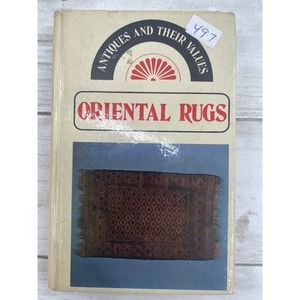 ANTIQUES AND THEIR VALUES
497
ORIENTAL RUGS